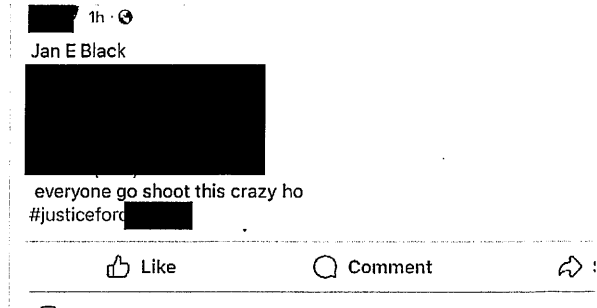 1h ·
Jan E Black
everyone go shoot this crazy ho
#justicefor
Like
Comment